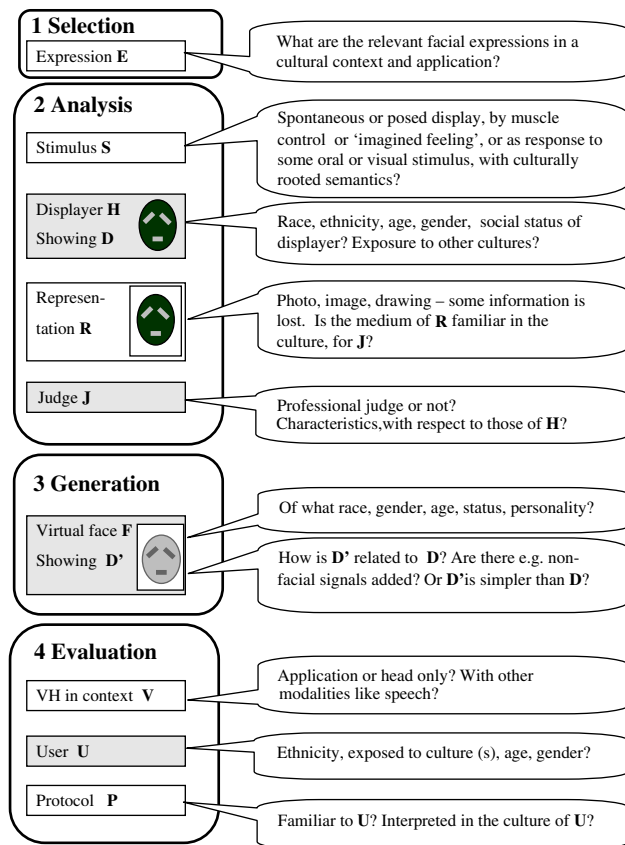 1 Selection
Expression E
What are the relevant facial expressions in a
cultural context and application?
2 Analysis
Stimulus S
Spontaneous or posed display, by muscle
control or ‘imagined feeling’, or as response to
some oral or visual stimulus, with culturally
rooted semantics?
Displayer H
Showing D
Race, ethnicity, age, gender, social status of
displayer? Exposure to other cultures?
Represen-
tation R
Photo, image, drawing – some information is
lost. Is the medium of R familiar in the
culture, for J?
Judge J
Professional judge or not?
Characteristics,with respect to those of H?
3 Generation
Virtual face F
Showing D’
Of what race, gender, age, status, personality?
How is D’ related to D? Are there e.g. non-
facial signals added? Or D’is simpler than D?
4 Evaluation
VH in context V
Application or head only? With other
modalities like speech?
User U
Ethnicity, exposed to culture (s), age, gender?
Protocol P
Familiar to U? Interpreted in the culture of U?